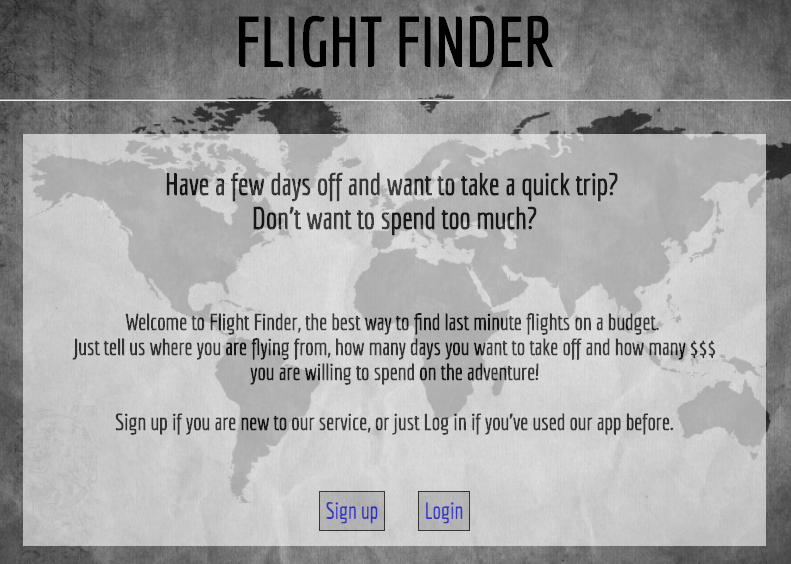 FLIGHT FINDER
Have a few days off and want to take a quick trip?
Don't want to spend too much?
Welcome to Flight Finder, the best way to find last minute flights on a budget.
Just tell us where you are flying from, how many days you want to take off and how many $$$
you are willing to spend on the adventure!
Sign up if you are new to our service, or just Log in if you've used our app before.
Sign up
Login